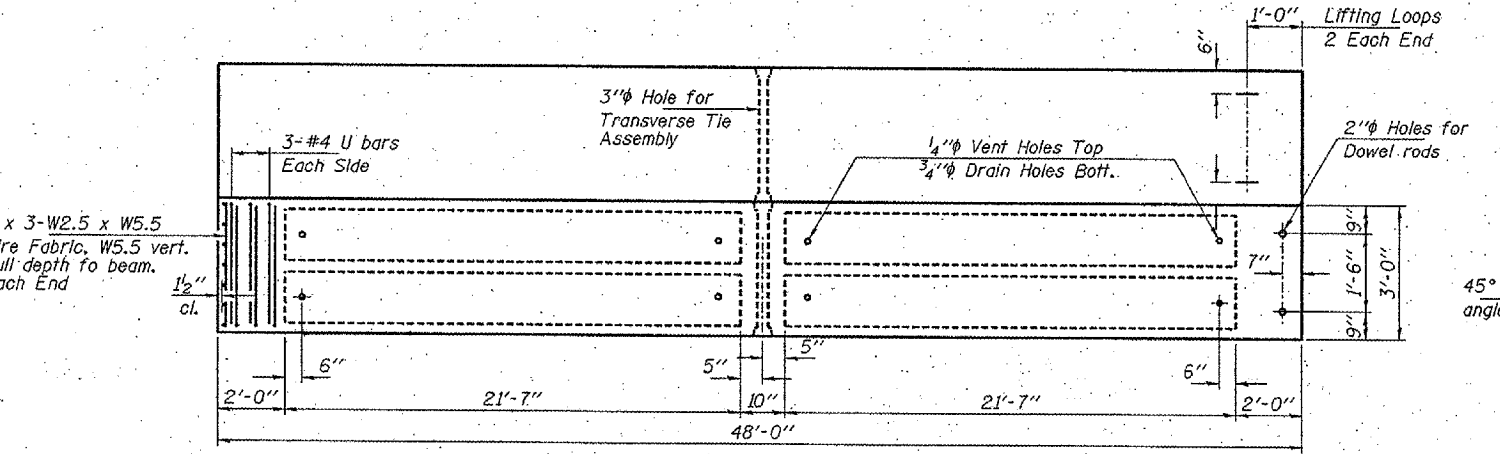 1'-0"
Lifting Loops
2 Each End
6"
3"φ Hole for
Transverse Tie
Assembly
3-#4 U bars
Each Side
1/4"φ Vent Holes Top
3/4"φ Drain Holes Bott.
2"φ Holes for
Dowel rods
x 3-W2.5 x W5.5
re Fabric. W5.5 vert.
ll depth fo beam.
ach End
1 1/2"
cl.
9"
1'-6"
9"
3'-0"
7"
45°
angle
6"
5"
5"
6"
2'-0"
21'-7"
10"
21'-7"
2'-0"
48'-0"